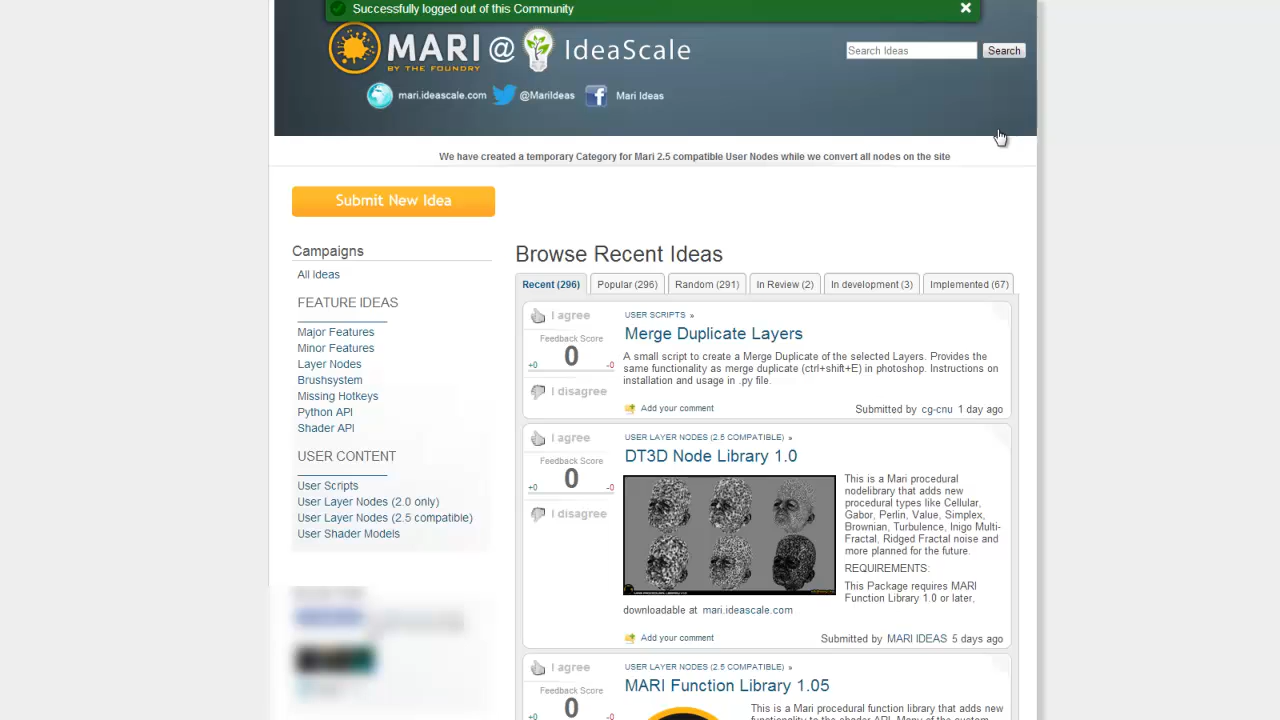 Successfully logged out of this Community
MARI @ IdeaScale
BY THE FOUNDRY
Search Ideas
Search
mari.ideascale.com @MariIdeas Mari Ideas
We have created a temporary Category for Mari 2.5 compatible User Nodes while we convert all nodes on the site
Submit New Idea
Campaigns
All Ideas
FEATURE IDEAS
Major Features
Minor Features
Layer Nodes
Brushsystem
Missing Hotkeys
Python API
Shader API
USER CONTENT
User Scripts
User Layer Nodes (2.0 only)
User Layer Nodes (2.5 compatible)
User Shader Models
Browse Recent Ideas
Recent (296) Popular (296) Random (291) In Review (2) In development (3) Implemented (67)
I agree
Feedback Score
0
+0 -0
I disagree
USER SCRIPTS »
Merge Duplicate Layers
A small script to create a Merge Duplicate of the selected Layers. Provides the
same functionality as merge duplicate (ctrl+shift+E) in photoshop. Instructions on
installation and usage in .py file.
Add your comment
Submitted by cg-cnu 1 day ago
I agree
Feedback Score
0
+0 -0
I disagree
USER LAYER NODES (2.5 COMPATIBLE) »
DT3D Node Library 1.0
This is a Mari procedural
nodelibrary that adds new
procedural types like Cellular,
Gabor, Perlin, Value, Simplex,
Brownian, Turbulence, Inigo Multi-
Fractal, Ridged Fractal noise and
more planned for the future.
REQUIREMENTS:
This Package requires MARI
Function Library 1.0 or later,
downloadable at mari.ideascale.com
Add your comment
Submitted by MARI IDEAS 5 days ago
I agree
Feedback Score
0
+0 -0
USER LAYER NODES (2.5 COMPATIBLE) »
MARI Function Library 1.05
This is a Mari procedural function library that adds new
functionality to the shader API. Many of the custom